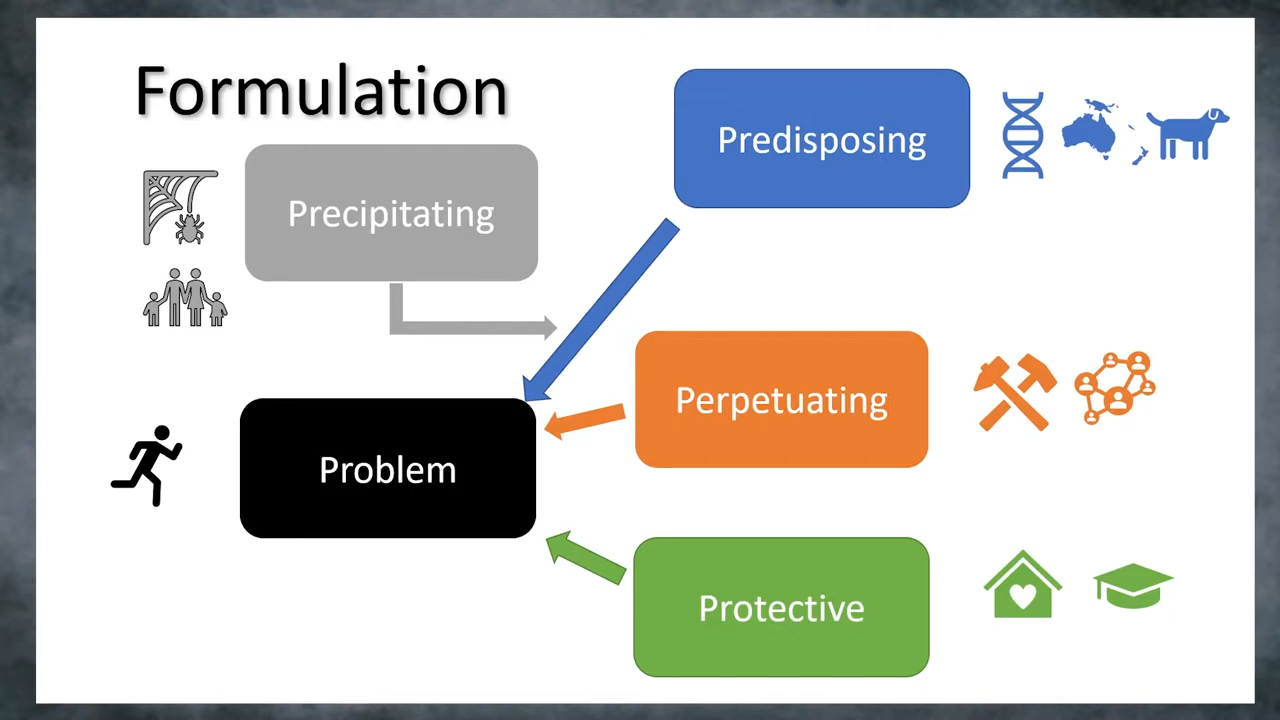 Formulation
Predisposing
Precipitating
Perpetuating
Problem
Protective